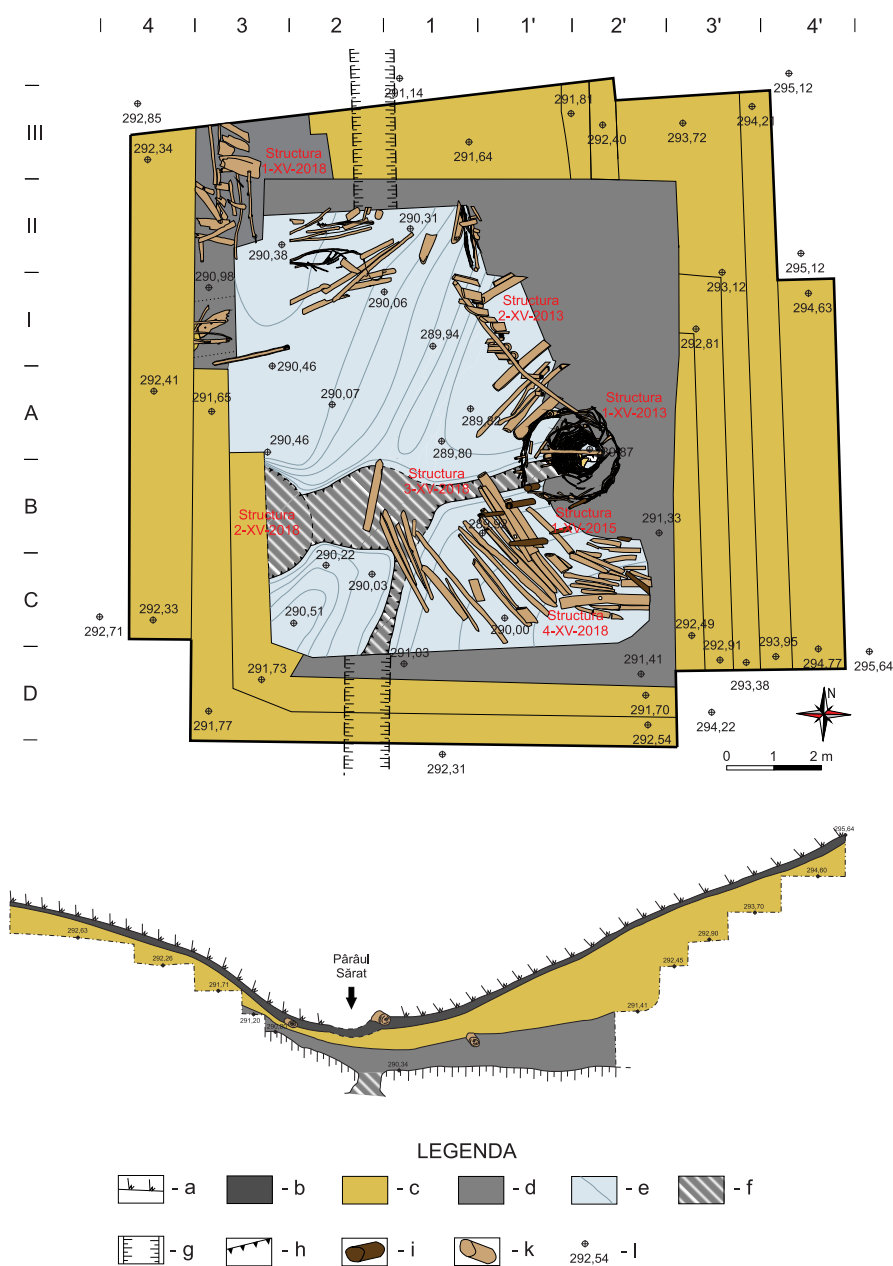 4 3 2 1 1' 2' 3' 4'
III
II
I
A
B
C
D
295,12
291,14
292,85
291,81
294,21
292,40
293,72
292,34
291,64
Structura
1-XV-2018
290,31
290,38
295,12
290,98
293,12
290,06
294,63
Structura
2-XV-2013
289,94
292,81
290,46
292,41
291,65
290,07
Structura
1-XV-2013
289,82
290,46
289,80
Structura
3-XV-2018
Structura
2-XV-2018
Structura
1-XV-2015
291,33
290,22
290,03
290,51
290,00
Structura
4-XV-2018
292,71
292,33
292,49
291,03
292,91
293,95
294,77
295,64
291,73
291,41
293,38
291,77
291,70
294,22
N
292,54
292,31
0 1 2 m
295,64
294,60
293,70
292,63
292,90
292,26
Pârâul
Sărat
292,45
291,71
291,41
291,20
290,34
LEGENDA
- a - b - c - d - e - f
- g - h - i - k - l
292,54